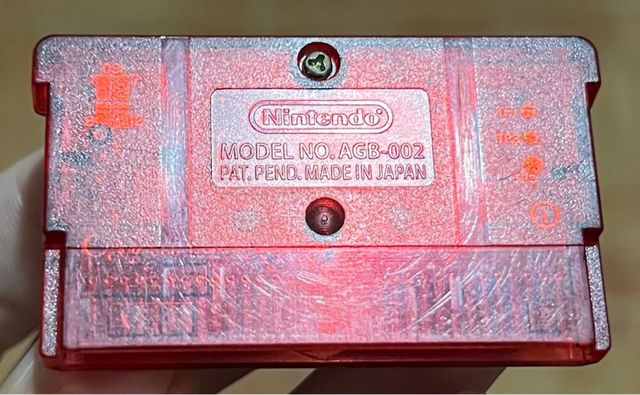 Nintendo®
MODEL NO. AGB-002
PAT. PEND. MADE IN JAPAN